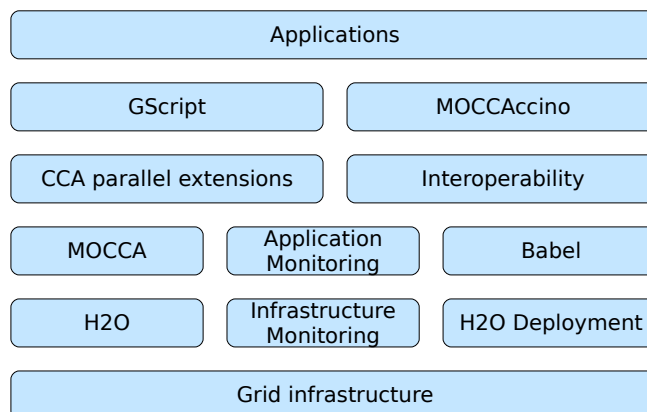 Applications
GScript
MOCCAccino
CCA parallel extensions
Interoperability
MOCCA
Application
Monitoring
Babel
H2O
Infrastructure
Monitoring
H2O Deployment
Grid infrastructure